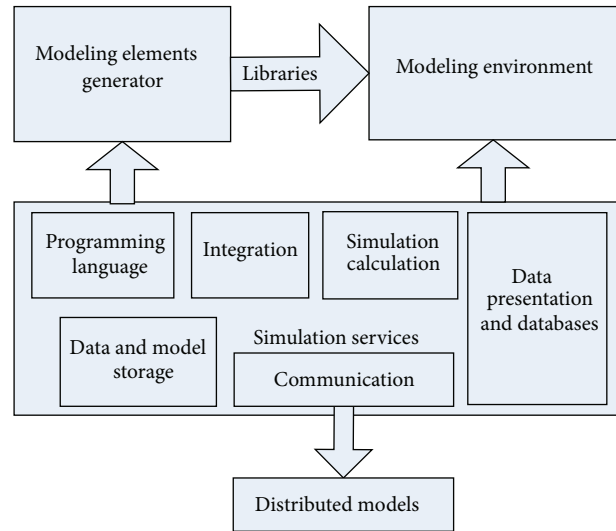 Modeling elements
generator
Libraries
Modeling environment
Programming
language
Integration
Simulation
calculation
Data
presentation
and databases
Data and model
storage
Simulation services
Communication
Distributed models